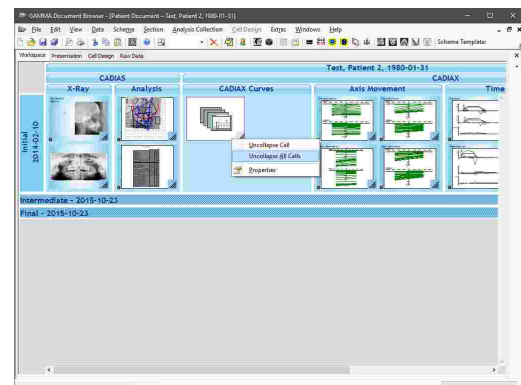 GAMMA Document Browser - [Patient Document - Test, Patient 2, 1980-01-31]
File Edit View Data Schema Section Analysis Collection Cell Design Extras Windows Help
Scheme Template:
Workspace Presentation Cell Design Raw Data
Test, Patient 2, 1980-01-31
CADIAS CADIAX
X-Ray Analysis CADIAX Curves Axis Movement Time
Initial
2014-02-10
Uncollapse Cell
Uncollapse All Cells
Properties
Intermediate - 2015-10-23
Final - 2015-10-23